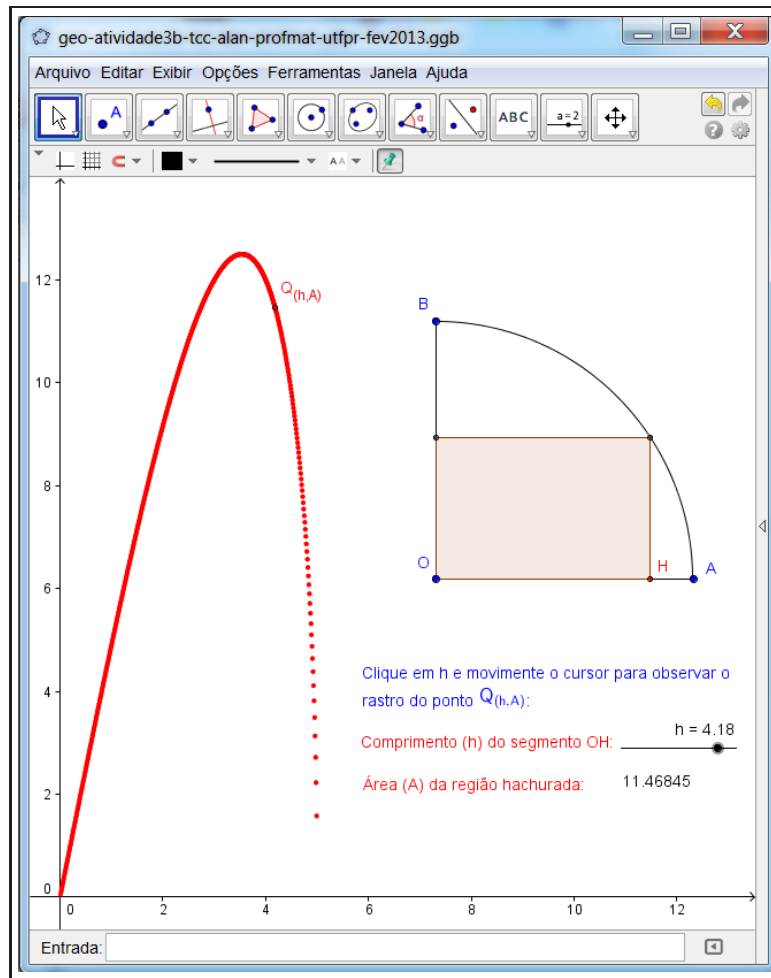 geo-atividade3b-tcc-alan-profmat-utfpr-fev2013.ggb
Arquivo Editar Exibir Opções Ferramentas Janela Ajuda
A
α
ABC
a=2
?
A A
12
10
8
6
4
2
0
Q(h,A)
B
O
H
A
Clique em h e movimente o cursor para observar o
rastro do ponto Q(h,A):
h = 4.18
Comprimento (h) do segmento OH:
Área (A) da região hachurada: 11.46845
0 2 4 6 8 10 12
Entrada: